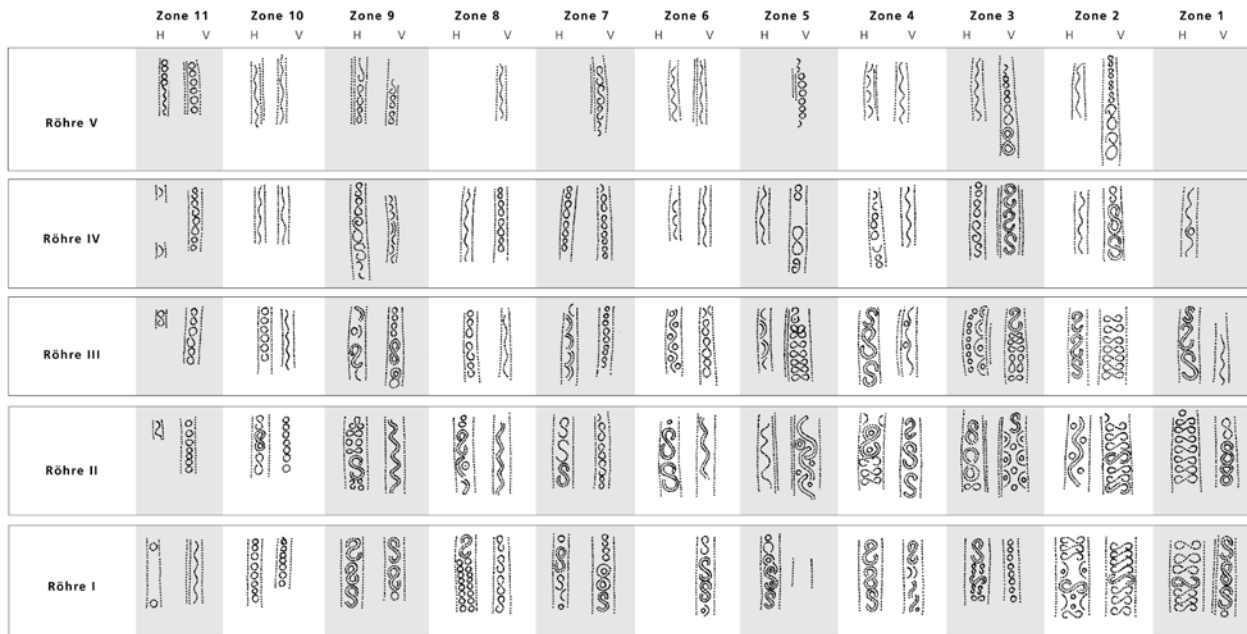 Zone 11 Zone 10 Zone 9 Zone 8 Zone 7 Zone 6 Zone 5 Zone 4 Zone 3 Zone 2 Zone 1
H V H V H V H V H V H V H V H V H V H V H V
Röhre V
Röhre IV
Röhre III
Röhre II
Röhre I